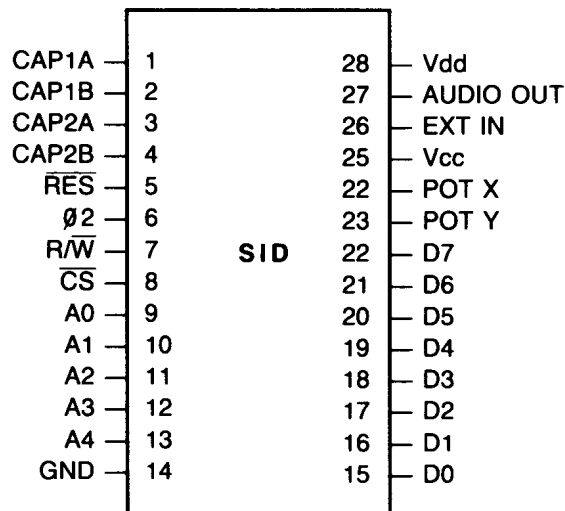 CAP1A 1 28 Vdd
CAP1B 2 27 AUDIO OUT
CAP2A 3 26 EXT IN
CAP2B 4 25 Vcc
R̅E̅S̅ 5 22 POT X
Ø2 6 23 POT Y
R/W̅ 7 SID 22 D7
C̅S̅ 8 21 D6
A0 9 20 D5
A1 10 19 D4
A2 11 18 D3
A3 12 17 D2
A4 13 16 D1
GND 14 15 D0